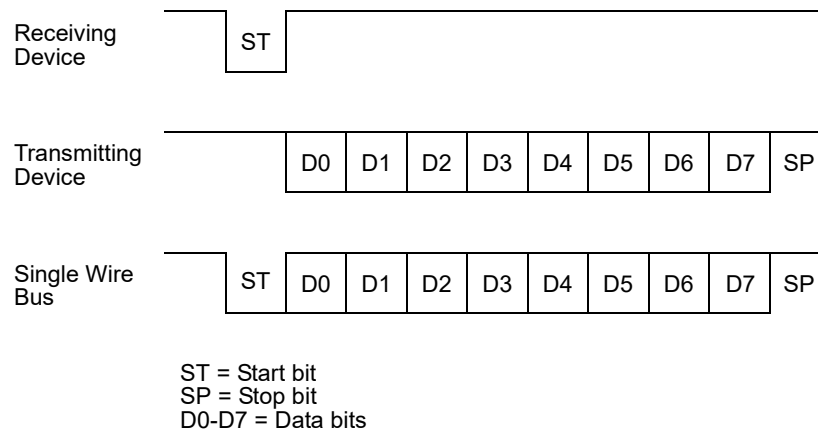 Receiving
Device
ST
Transmitting
Device
D0 D1 D2 D3 D4 D5 D6 D7 SP
Single Wire
Bus
ST D0 D1 D2 D3 D4 D5 D6 D7 SP
ST = Start bit
SP = Stop bit
D0-D7 = Data bits